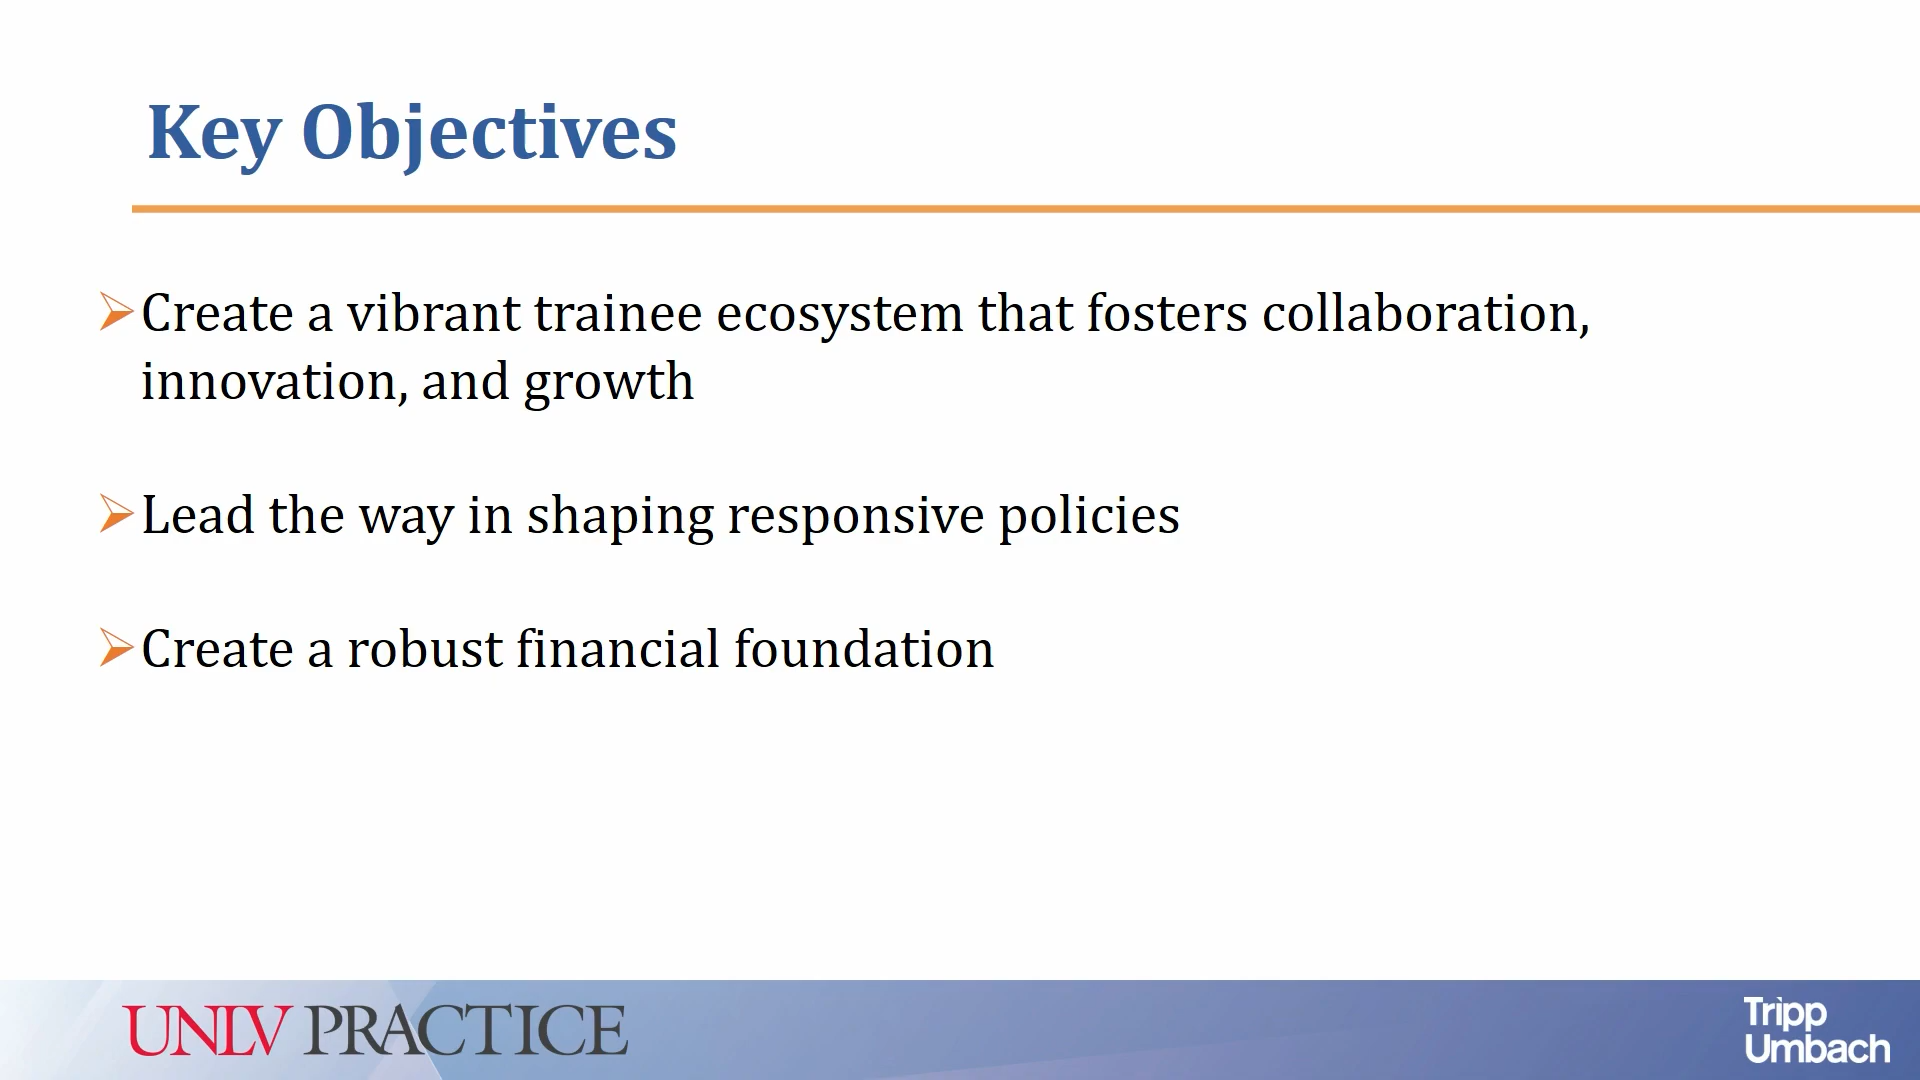 Key Objectives
Create a vibrant trainee ecosystem that fosters collaboration,
innovation, and growth
Lead the way in shaping responsive policies
Create a robust financial foundation
UNLV PRACTICE
Tripp
Umbach